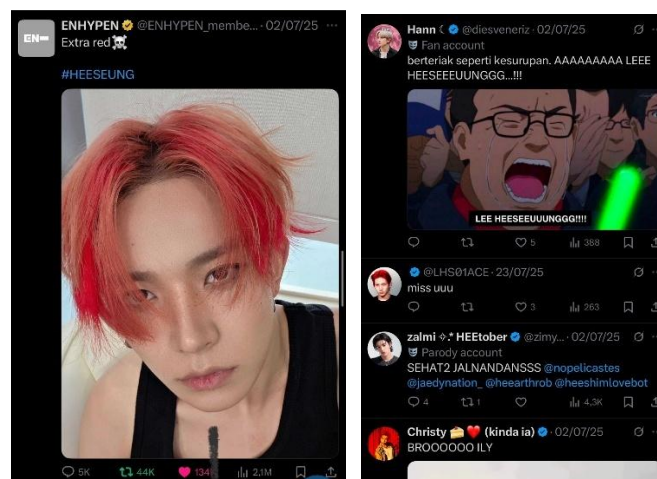 EN-
ENHYPEN @ENHYPEN_membe... · 02/07/25
Extra red☠️
#HEESEUNG
5K 44K 134 2,1M
Hann ☾ @diesveneriz · 02/07/25
Fan account
berteriak seperti kesurupan. AAAAAAAAA LEEE
HEESEEEUUNGGG...!!!
LEE HEESEEUUUNGGG!!!!
5 388
@LHS01ACE · 23/07/25
miss uuu
3 263
zalmi ✧.* HEEtober @zimy... · 02/07/25
Parody account
SEHAT2 JALNANDANSSS @nopelicastes
@jaedynation_ @heearthrob @heeshimlovebot
4 1 4,3K
Christy 🍰❤️ (kinda ia) · 02/07/25
BROOOOOO ILY